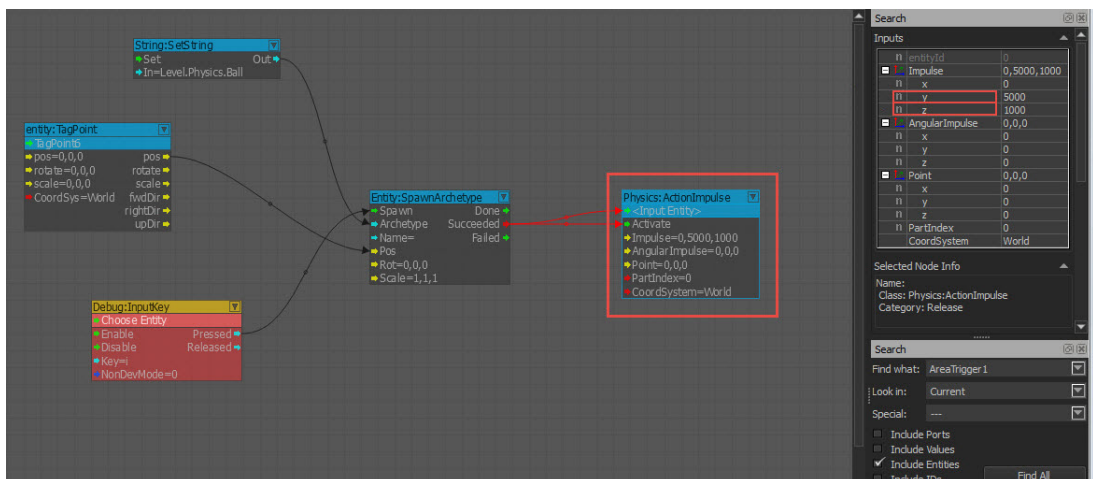 String:SetString
Set Out
In=Level.Physics.Ball
entity:TagPoint
TagPoint6
pos=0,0,0 pos
rotate=0,0,0 rotate
scale=0,0,0 scale
CoordSys=World fwdDir
rightDir
upDir
Debug:InputKey
Choose Entity
Enable Pressed
Disable Released
Key=i
NonDevMode=0
Entity:SpawnArchetype
Spawn Done
Archetype Succeeded
Name= Failed
Pos
Rot=0,0,0
Scale=1,1,1
Physics:ActionImpulse
<Input Entity>
Activate
Impulse=0,5000,1000
AngularImpulse=0,0,0
Point=0,0,0
PartIndex=0
CoordSystem=World
Search
Inputs
n entityId 0
Impulse 0,5000,1000
n x 0
n y 5000
n z 1000
AngularImpulse 0,0,0
n x 0
n y 0
n z 0
Point 0,0,0
n x 0
n y 0
n z 0
n PartIndex 0
CoordSystem World
Selected Node Info
Name:
Class: Physics:ActionImpulse
Category: Release
Search
Find what: AreaTrigger1
Look in: Current
Special: ---
Include Ports
Include Values
Include Entities
Include IDs Find All